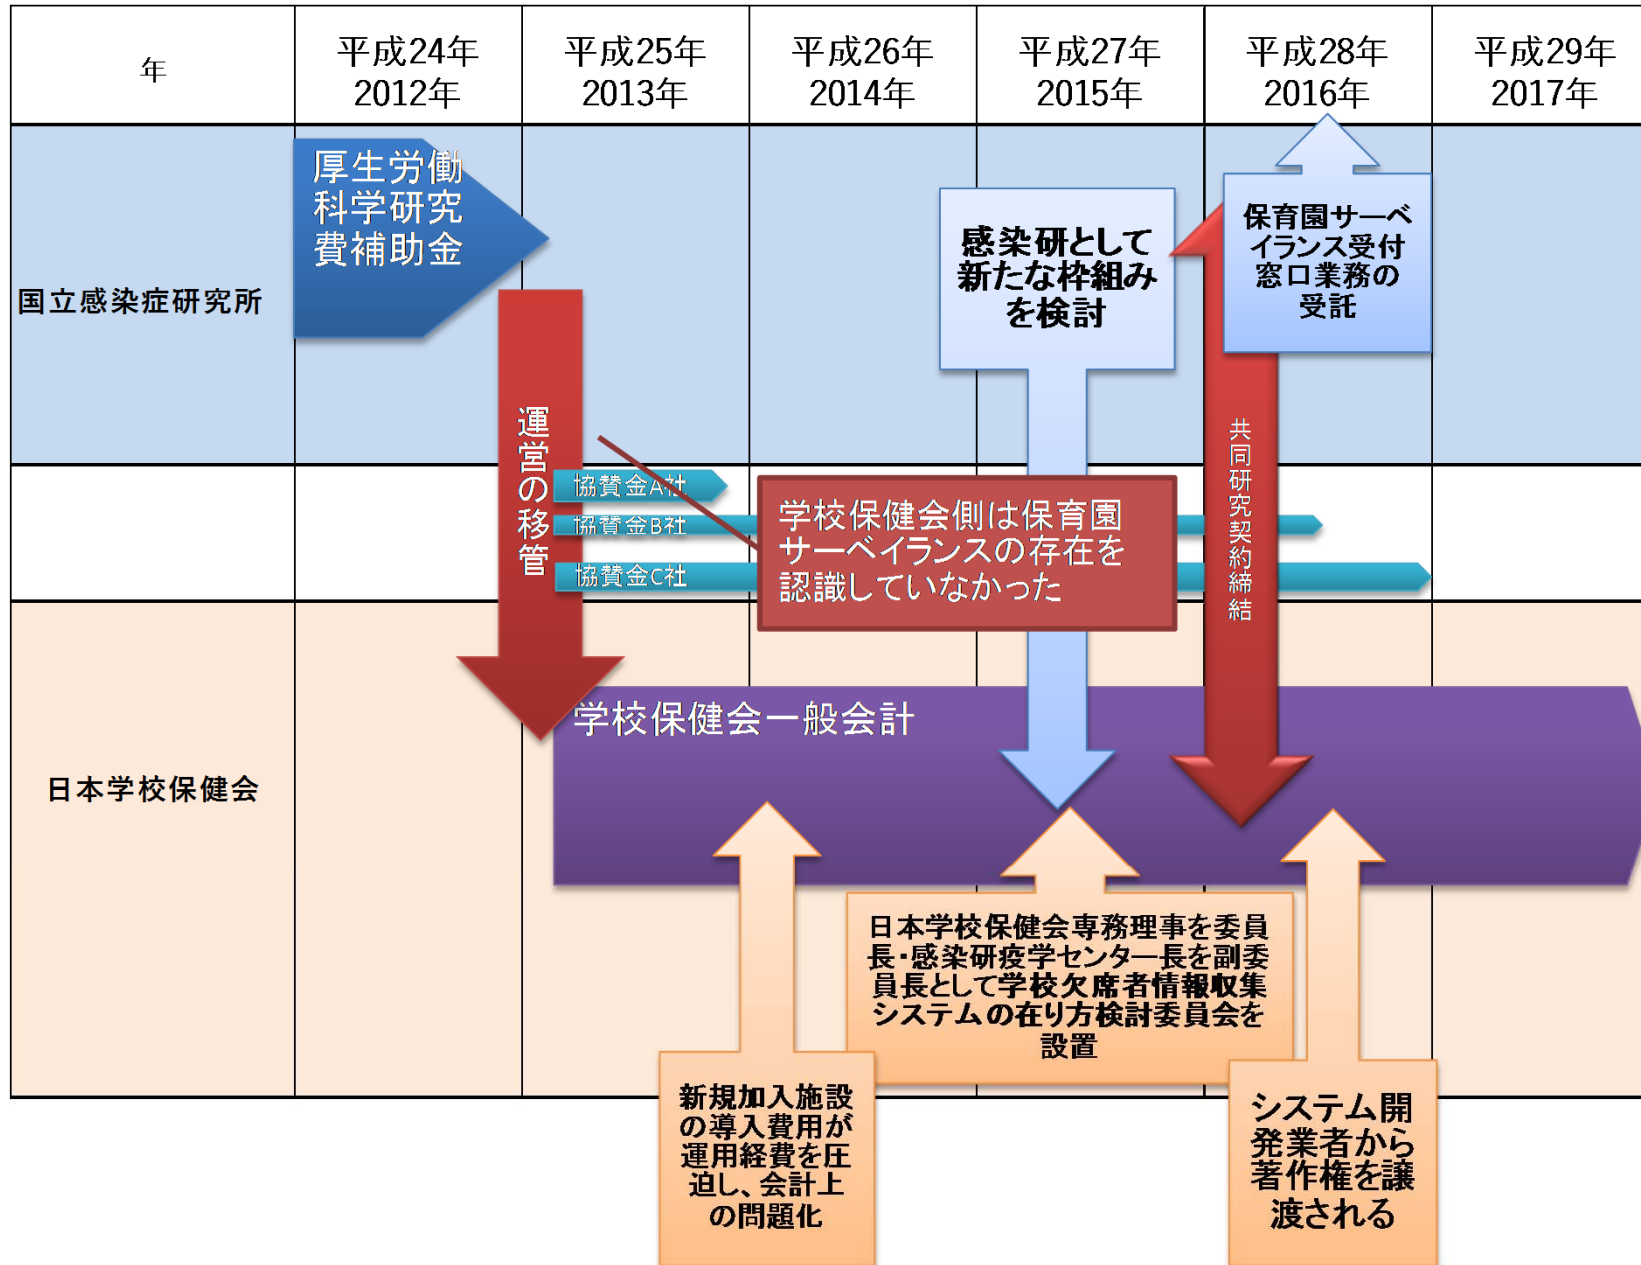 年
平成24年
2012年
平成25年
2013年
平成26年
2014年
平成27年
2015年
平成28年
2016年
平成29年
2017年
国立感染症研究所
厚生労働
科学研究
費補助金
運営の移管
感染研として
新たな枠組み
を検討
保育園サーベ
イランス受付
窓口業務の
受託
共同研究契約締結
協賛金A社
協賛金B社
協賛金C社
学校保健会側は保育園
サーベイランスの存在を
認識していなかった
日本学校保健会
学校保健会一般会計
日本学校保健会専務理事を委員
長・感染研疫学センター長を副委
員長として学校欠席者情報収集
システムの在り方検討委員会を
設置
新規加入施設
の導入費用が
運用経費を圧
迫し、会計上
の問題化
システム開
発業者から
著作権を譲
渡される